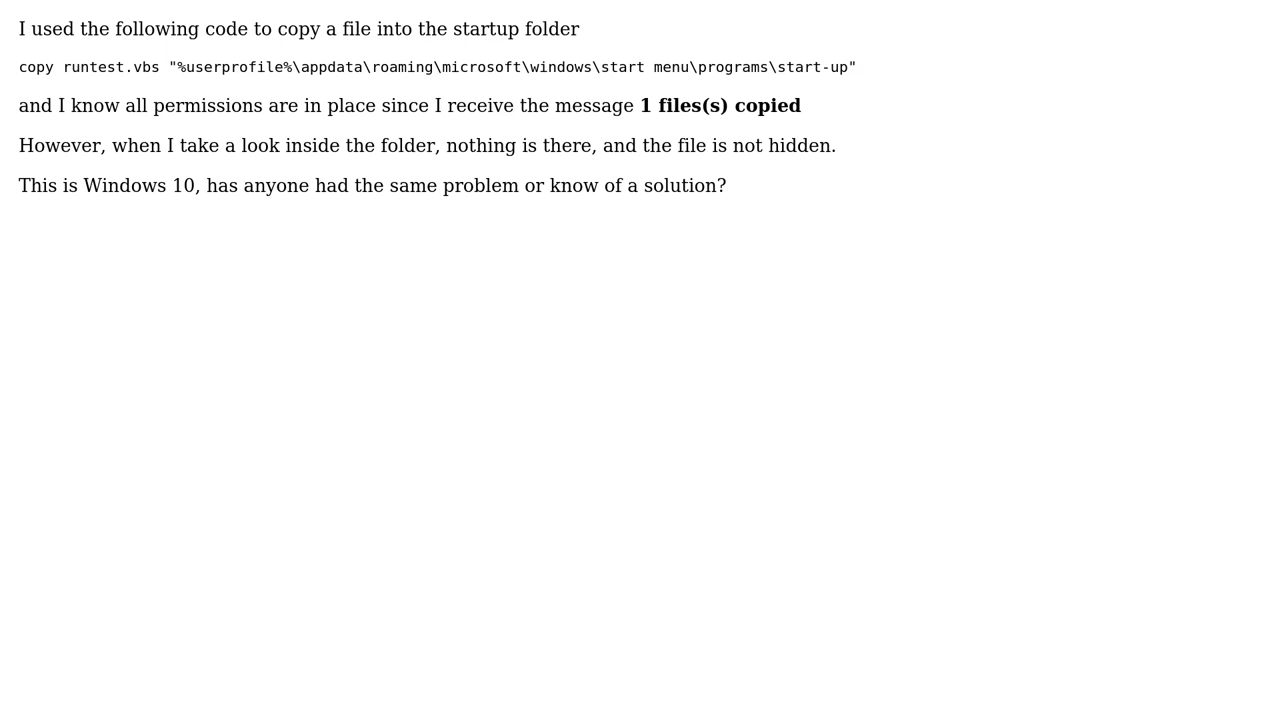 I used the following code to copy a file into the startup folder
copy runtest.vbs "%userprofile%\appdata\roaming\microsoft\windows\start menu\programs\start-up"
and I know all permissions are in place since I receive the message 1 files(s) copied
However, when I take a look inside the folder, nothing is there, and the file is not hidden.
This is Windows 10, has anyone had the same problem or know of a solution?